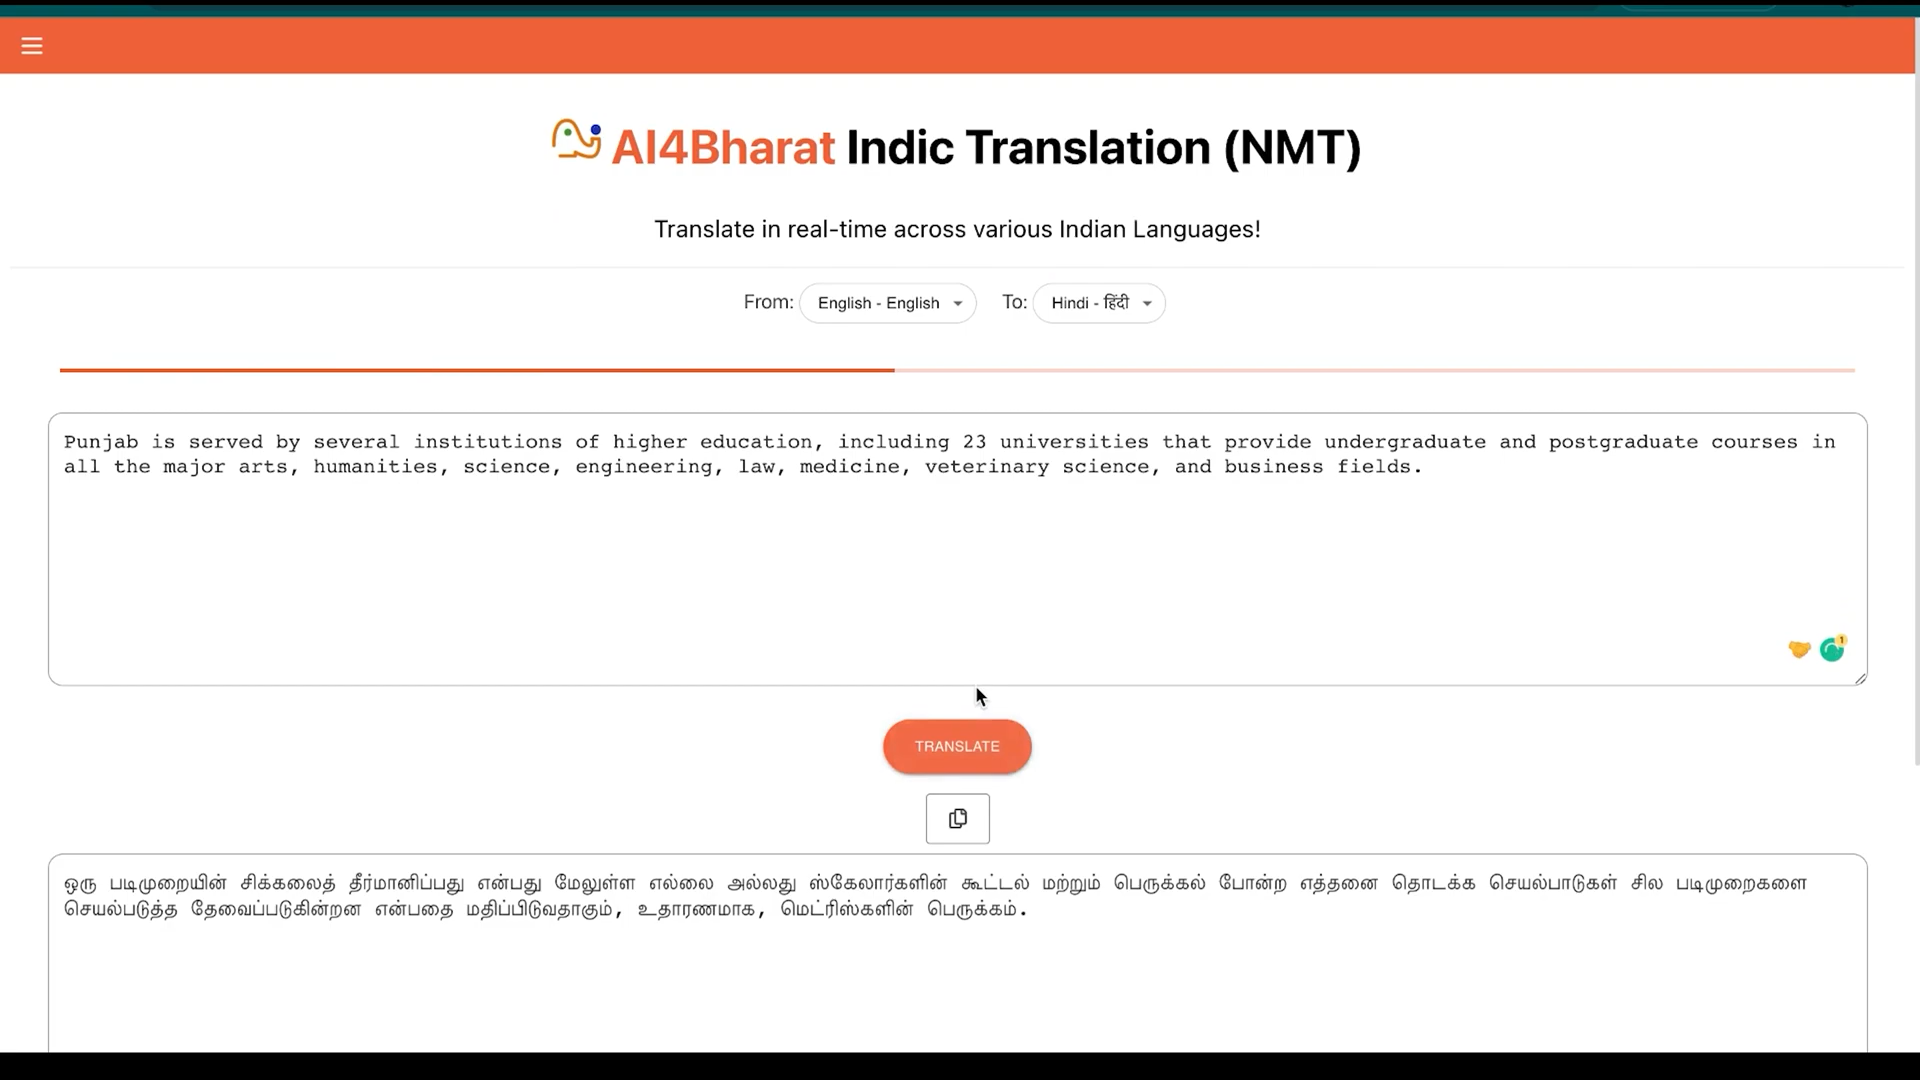 AI4Bharat Indic Translation (NMT)
Translate in real-time across various Indian Languages!
From: English - English To: Hindi - हिंदी
Punjab is served by several institutions of higher education, including 23 universities that provide undergraduate and postgraduate courses in
all the major arts, humanities, science, engineering, law, medicine, veterinary science, and business fields.
1
TRANSLATE
ஒரு படிமுறையின் சிக்கலைத் தீர்மானிப்பது என்பது மேலுள்ள எல்லை அல்லது ஸ்கேலார்களின் கூட்டல் மற்றும் பெருக்கல் போன்ற எத்தனை தொடக்க செயல்பாடுகள் சில படிமுறைகளை
செயல்படுத்த தேவைப்படுகின்றன என்பதை மதிப்பிடுவதாகும், உதாரணமாக, மெட்ரிஸ்களின் பெருக்கம்.